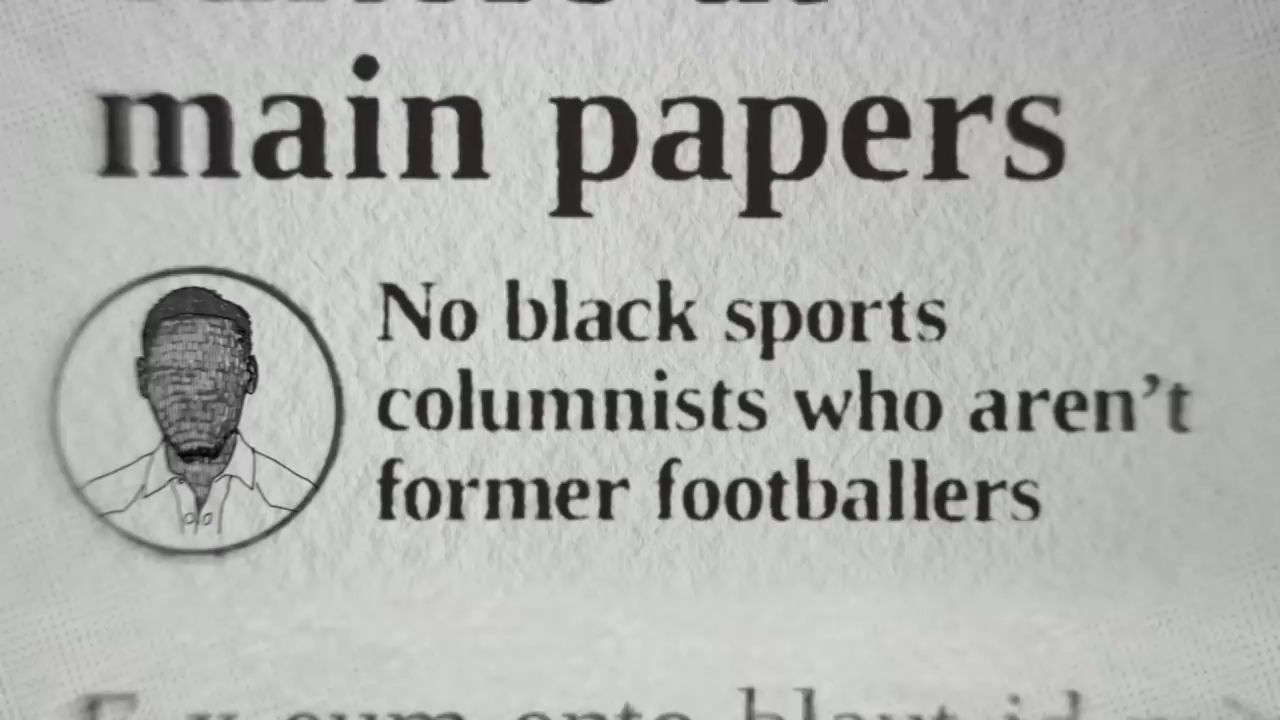 main papers
No black sports
columnists who aren’t
former footballers